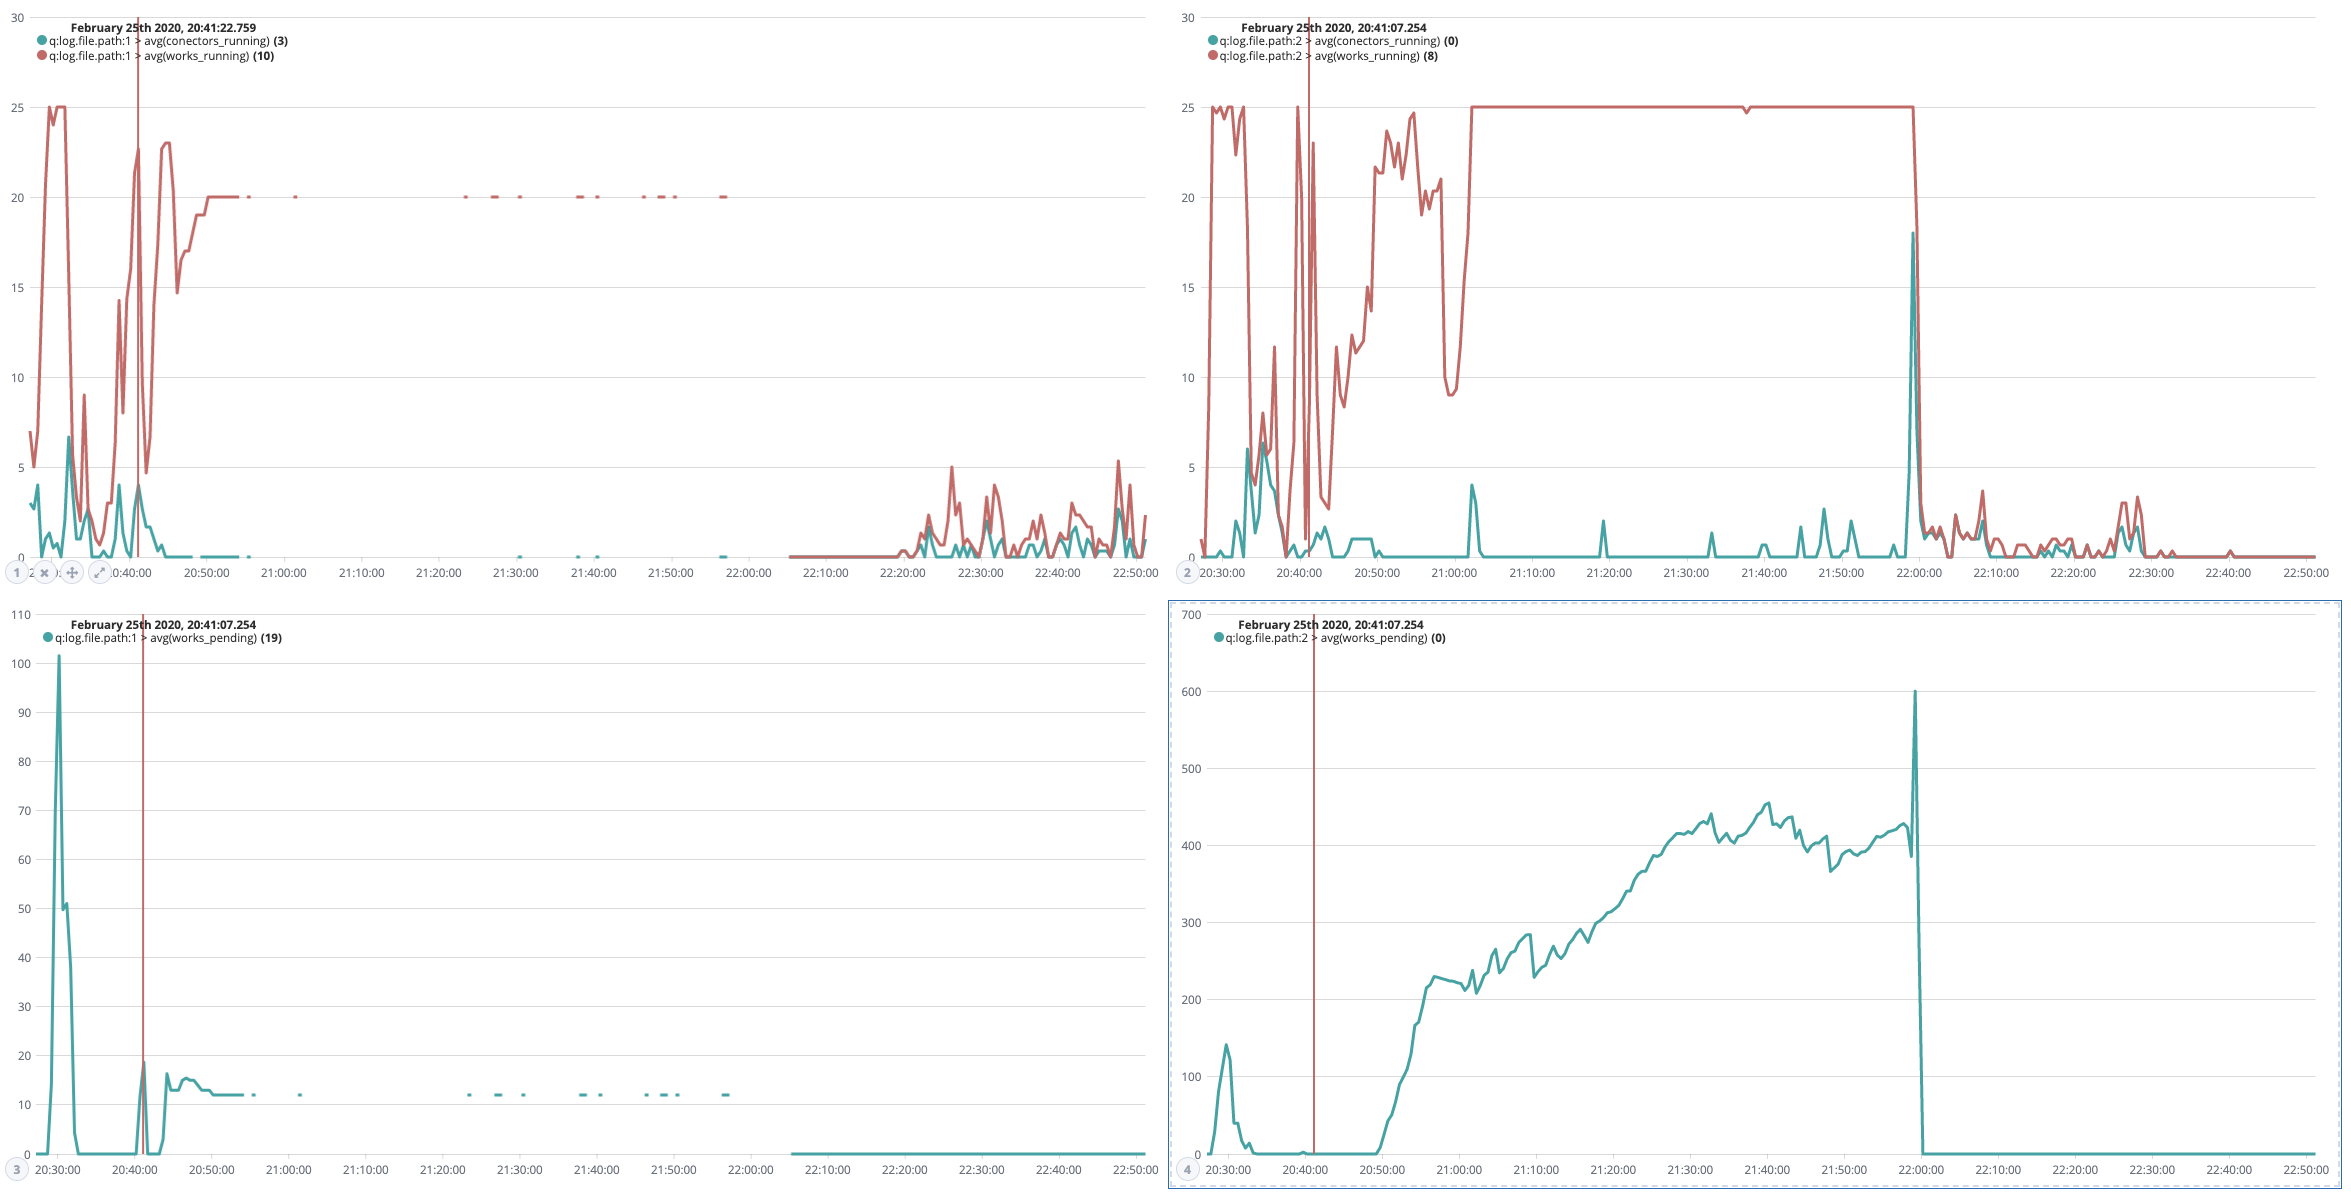 February 25th 2020, 20:41:22.759
q:log.file.path:1 > avg(conectors_running) (3)
q:log.file.path:1 > avg(works_running) (10)
30
25
20
15
10
5
0
1
0:40:00 20:50:00 21:00:00 21:10:00 21:20:00 21:30:00 21:40:00 21:50:00 22:00:00 22:10:00 22:20:00 22:30:00 22:40:00 22:50:00
February 25th 2020, 20:41:07.254
q:log.file.path:2 > avg(conectors_running) (0)
q:log.file.path:2 > avg(works_running) (8)
30
25
20
15
10
5
0
2
20:30:00 20:40:00 20:50:00 21:00:00 21:10:00 21:20:00 21:30:00 21:40:00 21:50:00 22:00:00 22:10:00 22:20:00 22:30:00 22:40:00 22:50:00
February 25th 2020, 20:41:07.254
q:log.file.path:1 > avg(works_pending) (19)
110
100
90
80
70
60
50
40
30
20
10
0
3
20:30:00 20:40:00 20:50:00 21:00:00 21:10:00 21:20:00 21:30:00 21:40:00 21:50:00 22:00:00 22:10:00 22:20:00 22:30:00 22:40:00 22:50:00
February 25th 2020, 20:41:07.254
q:log.file.path:2 > avg(works_pending) (0)
700
600
500
400
300
200
100
0
4
20:30:00 20:40:00 20:50:00 21:00:00 21:10:00 21:20:00 21:30:00 21:40:00 21:50:00 22:00:00 22:10:00 22:20:00 22:30:00 22:40:00 22:50:00